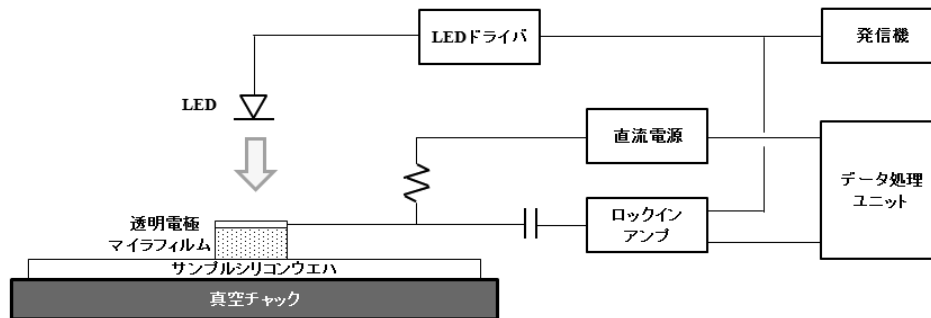 LEDドライバ
発信機
LED
直流電源
データ処理
ユニット
ロックイン
アンプ
透明電極
マイラフィルム
サンプルシリコンウエハ
真空チャック